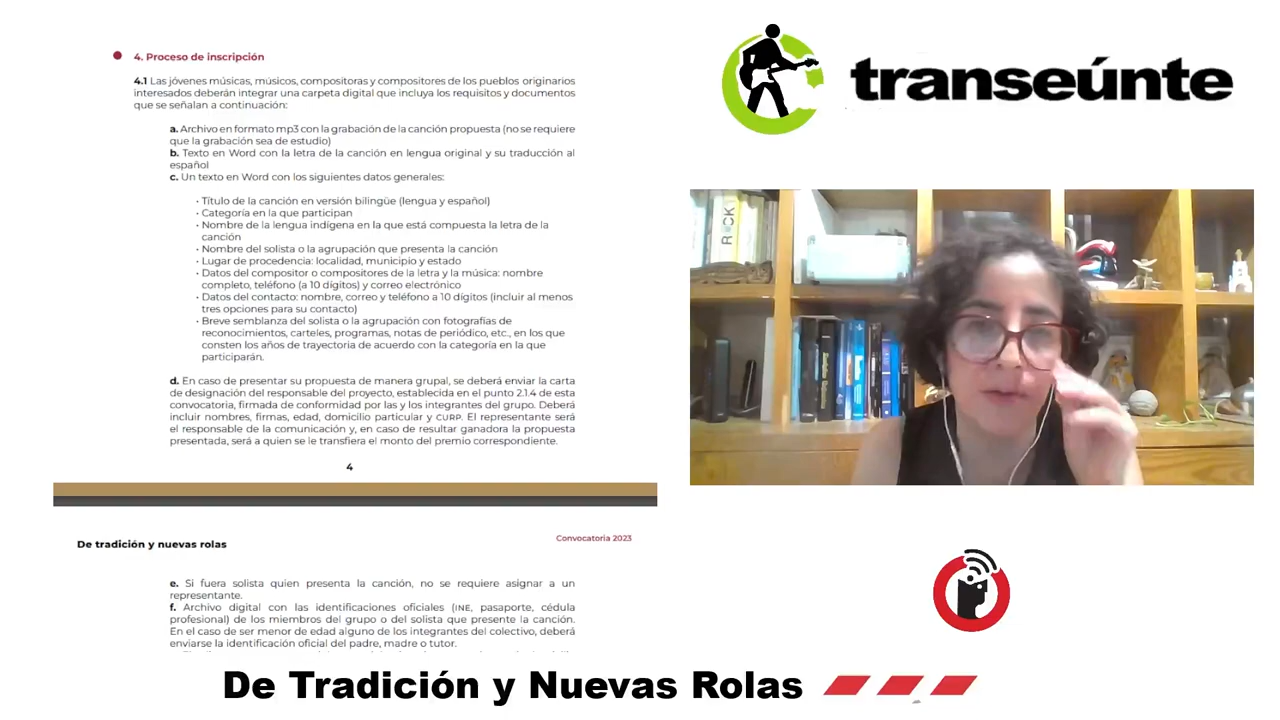 4. Proceso de inscripción
4.1 Las jóvenes músicas, músicos, compositoras y compositores de los pueblos originarios
interesados deberán integrar una carpeta digital que incluya los requisitos y documentos
que se señalan a continuación:
a. Archivo en formato mp3 con la grabación de la canción propuesta (no se requiere
que la grabación sea de estudio)
b. Texto en Word con la letra de la canción en lengua original y su traducción al
español
c. Un texto en Word con los siguientes datos generales:
• Título de la canción en versión bilingüe (lengua y español)
• Categoría en la que participan
• Nombre de la lengua indígena en la que está compuesta la letra de la
canción
• Nombre del solista o la agrupación que presenta la canción
• Lugar de procedencia: localidad, municipio y estado
• Datos del compositor o compositores de la letra y la música: nombre
completo, teléfono (a 10 dígitos) y correo electrónico
• Datos del contacto: nombre, correo y teléfono a 10 dígitos (incluir al menos
tres opciones para su contacto)
• Breve semblanza del solista o la agrupación con fotografías de
reconocimientos, carteles, programas, notas de periódico, etc., en los que
consten los años de trayectoria de acuerdo con la categoría en la que
participarán.
d. En caso de presentar su propuesta de manera grupal, se deberá enviar la carta
de designación del responsable del proyecto, establecida en el punto 2.1.4 de esta
convocatoria, firmada de conformidad por las y los integrantes del grupo. Deberá
incluir nombres, firmas, edad, domicilio particular y CURP. El representante será
el responsable de la comunicación y, en caso de resultar ganadora la propuesta
presentada, será a quien se le transfiera el monto del premio correspondiente.
4
De tradición y nuevas rolas
Convocatoria 2023
e. Si fuera solista quien presenta la canción, no se requiere asignar a un
representante.
f. Archivo digital con las identificaciones oficiales (INE, pasaporte, cédula
profesional) de los miembros del grupo o del solista que presente la canción.
En el caso de ser menor de edad alguno de los integrantes del colectivo, deberá
enviarse la identificación oficial del padre, madre o tutor.
transeúnte
ROCK
De Tradición y Nuevas Rolas